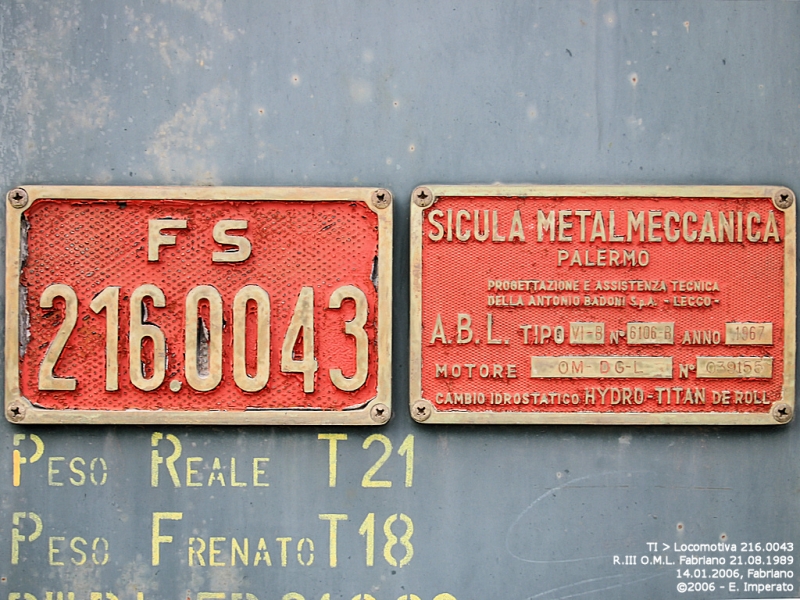 FS
216.0043
SICULA METALMECCANICA
PALERMO
PROGETTAZIONE E ASSISTENZA TECNICA
DELLA ANTONIO BADONI S.p.A. - LECCO -
A.B.L. TIPO VI-B N° 6106-R ANNO 1967
MOTORE OM-DG-L N°
CAMBIO IDROSTATICO HYDRO-TITAN DE ROLL
PESO REALE T21
PESO FRENATO T18
TI > Locomotiva 216.0043
R.III O.M.L. Fabriano 21.08.1989
14.01.2006, Fabriano
©2006 - E. Imperato